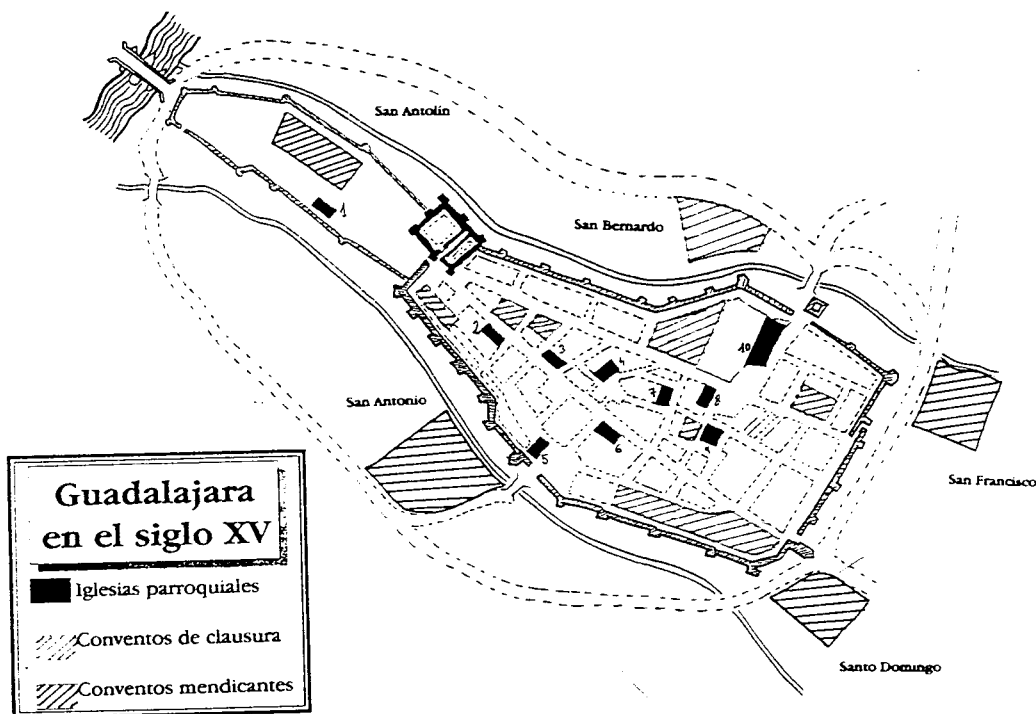 San Antolín
San Bernardo
1
2
3
4
10
7
8
San Antonio
5
6
San Francisco
Guadalajara
en el siglo XV
Iglesias parroquiales
Conventos de clausura
Conventos mendicantes
Santo Domingo